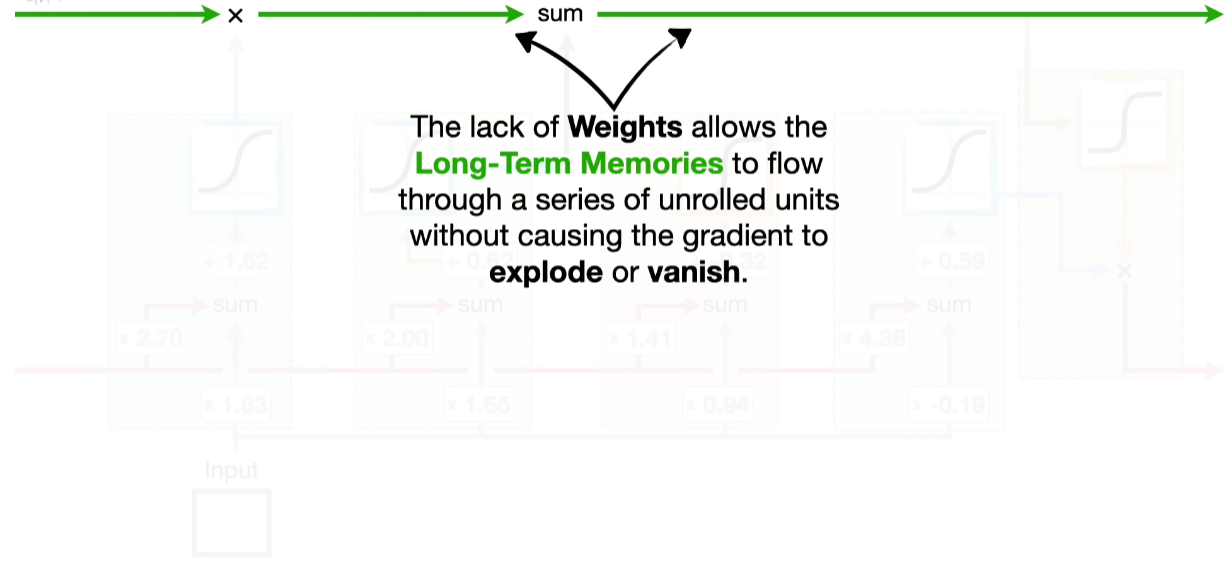 × sum
The lack of Weights allows the
Long-Term Memories to flow
through a series of unrolled units
without causing the gradient to
explode or vanish.
+ 1.62 + 0.59
sum sum sum sum
x 2.70 x 2.00 x 1.41 x 4.38
x 1.63 x 1.65 x 0.94 x -0.19
×
Input